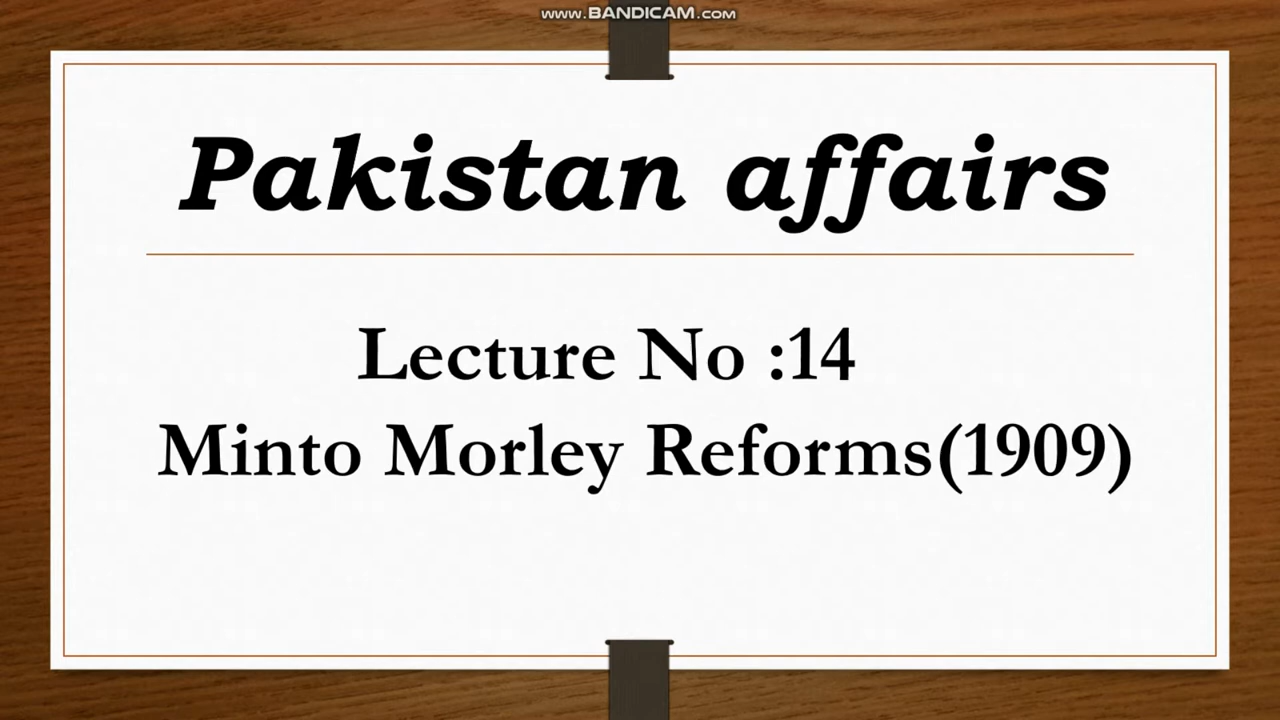 www.BANDICAM.com
Pakistan affairs
Lecture No :14
Minto Morley Reforms(1909)